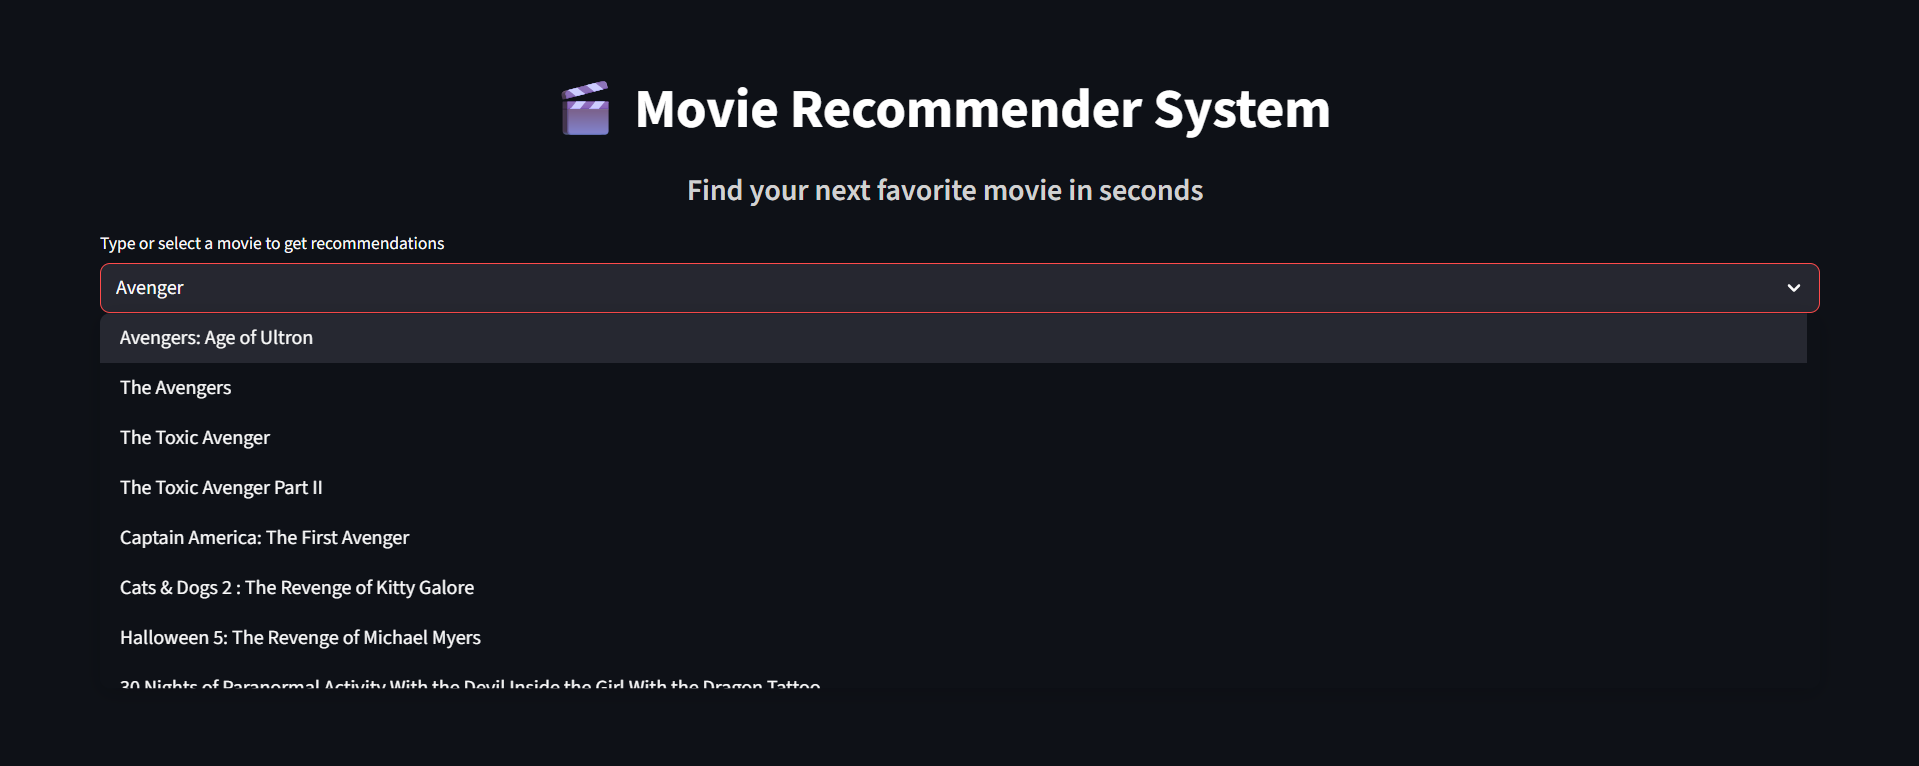 Movie Recommender System
Find your next favorite movie in seconds
Type or select a movie to get recommendations
Avenger
Avengers: Age of Ultron
The Avengers
The Toxic Avenger
The Toxic Avenger Part II
Captain America: The First Avenger
Cats & Dogs 2 : The Revenge of Kitty Galore
Halloween 5: The Revenge of Michael Myers
30 Nights of Paranormal Activity With the Devil Inside the Girl With the Dragon Tattoo